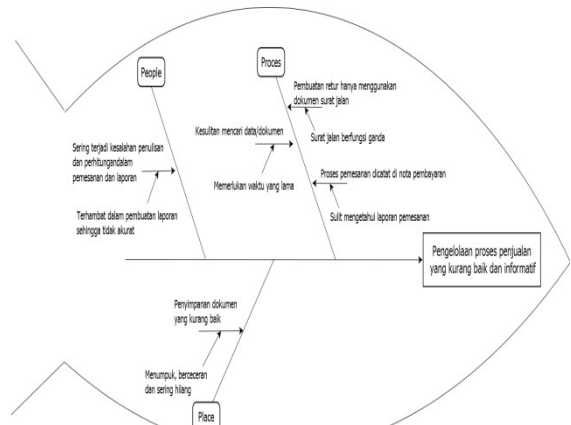 People
Proces
Pembuatan retur hanya menggunakan
dokumen surat jalan
Surat jalan berfungsi ganda
Kesulitan mencari data/dokumen
Memerlukan waktu yang lama
Sering terjadi kesalahan penulisan
dan perhitungandalam
pemesanan dan laporan
Terhambat dalam pembuatan laporan
sehingga tidak akurat
Proses pemesanan dicatat di nota pembayaran
Sulit mengetahui laporan pemesanan
Pengelolaan proses penjualan
yang kurang baik dan informatif
Penyimpanan dokumen
yang kurang baik
Menumpuk, berceceran
dan sering hilang
Place